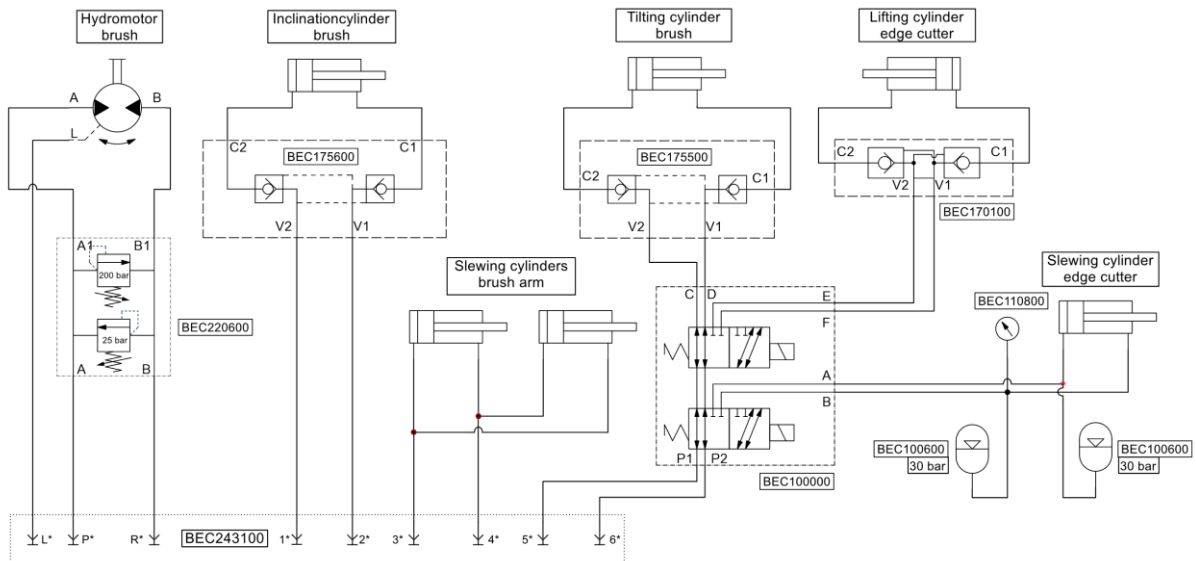 Hydromotor
brush
Inclinationcylinder
brush
Tilting cylinder
brush
Lifting cylinder
edge cutter
A
B
L
C2
C1
BEC175600
V2
V1
BEC175500
C2
C1
V2
V1
C2
C1
V2
V1
BEC170100
A1
B1
200 bar
25 bar
BEC220600
A
B
Slewing cylinders
brush arm
Slewing cylinder
edge cutter
BEC110800
C
D
E
F
A
B
P1
P2
BEC100000
BEC100600
30 bar
BEC100600
30 bar
L*
P*
R*
BEC243100
1*
2*
3*
4*
5*
6*